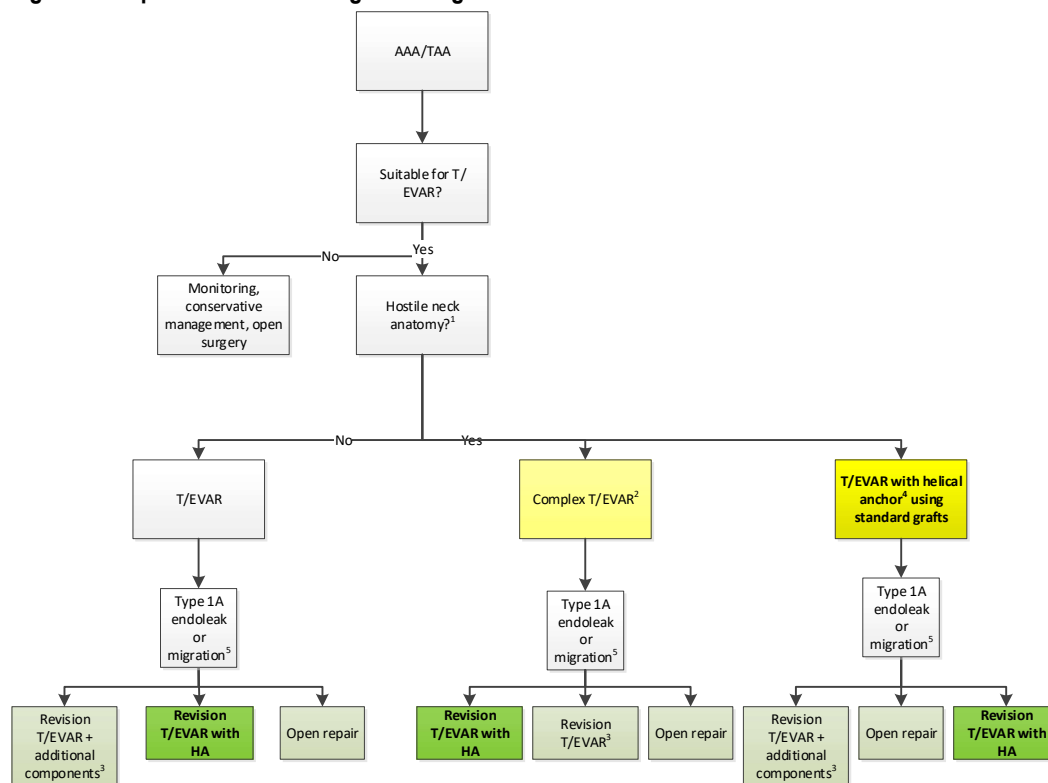 AAA/TAA
Suitable for T/
EVAR?
No
Yes
Monitoring,
conservative
management, open
surgery
Hostile neck
anatomy?1
No
Yes
T/EVAR
Complex T/EVAR2
T/EVAR with helical
anchor4 using
standard grafts
Type 1A
endoleak
or
migration5
Type 1A
endoleak
or
migration5
Type 1A
endoleak
or
migration5
Revision
T/EVAR +
additional
components3
Revision
T/EVAR with
HA
Open repair
Revision
T/EVAR with
HA
Revision
T/EVAR3
Open repair
Revision
T/EVAR +
additional
components3
Open repair
Revision
T/EVAR with
HA